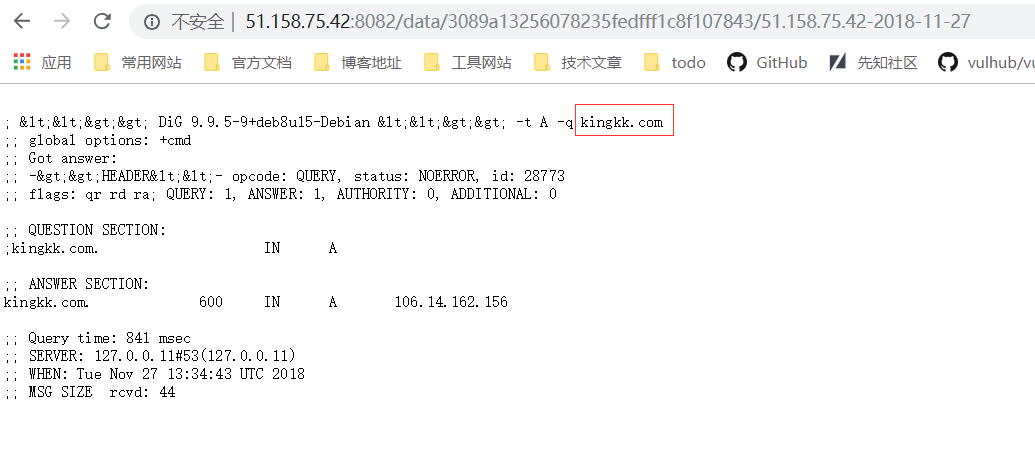 不安全 | 51.158.75.42:8082/data/3089a13256078235fedfff1c8f107843/51.158.75.42-2018-11-27
应用 常用网站 官方文档 博客地址 工具网站 技术文章 todo GitHub 先知社区 vulhub/vu
; &lt;&lt;&gt;&gt; DiG 9.9.5-9+deb8u15-Debian &lt;&lt;&gt;&gt; -t A -q kingkk.com
;; global options: +cmd
;; Got answer:
;; -&gt;&gt;HEADER&lt;&lt;- opcode: QUERY, status: NOERROR, id: 28773
;; flags: qr rd ra; QUERY: 1, ANSWER: 1, AUTHORITY: 0, ADDITIONAL: 0
;; QUESTION SECTION:
;kingkk.com. IN A
;; ANSWER SECTION:
kingkk.com. 600 IN A 106.14.162.156
;; Query time: 841 msec
;; SERVER: 127.0.0.11#53(127.0.0.11)
;; WHEN: Tue Nov 27 13:34:43 UTC 2018
;; MSG SIZE rcvd: 44